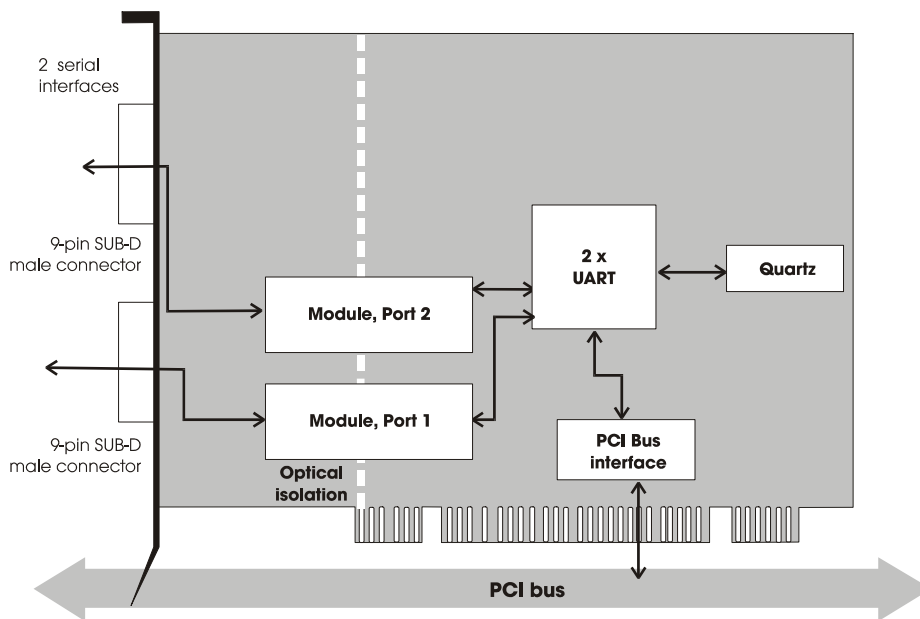 2 serial
interfaces
9-pin SUB-D
male connector
2 x
UART
Quartz
Module, Port 2
Module, Port 1
9-pin SUB-D
male connector
PCI Bus
interface
Optical
isolation
PCI bus